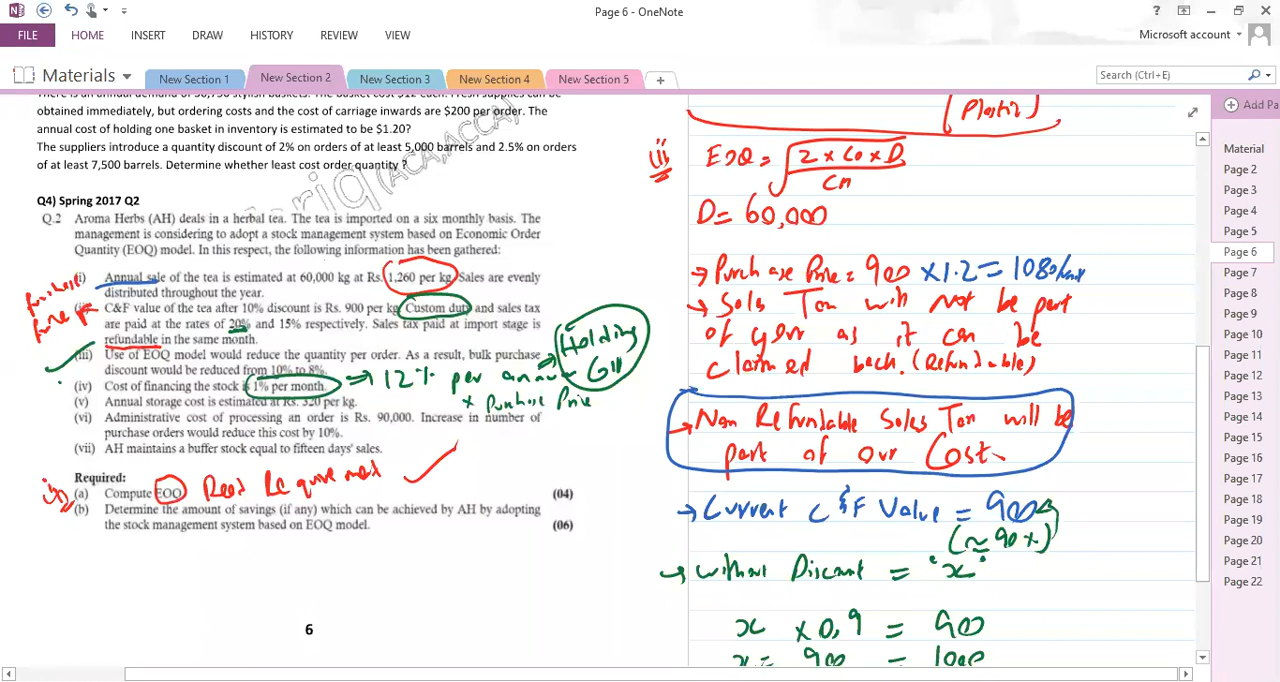 Page 6 - OneNote
FILE HOME INSERT DRAW HISTORY REVIEW VIEW
Microsoft account
Materials New Section 1 New Section 2 New Section 3 New Section 4 New Section 5
Search (Ctrl+E)
Add Pa
Material
Page 2
Page 3
Page 4
Page 5
Page 6
Page 7
Page 8
Page 9
Page 10
Page 11
Page 12
Page 13
Page 14
Page 15
Page 16
Page 17
Page 18
Page 19
Page 20
Page 21
Page 22
obtained immediately, but ordering costs and the cost of carriage inwards are $200 per order. The
annual cost of holding one basket in inventory is estimated to be $1.20?
The suppliers introduce a quantity discount of 2% on orders of at least 5,000 barrels and 2.5% on orders
of at least 7,500 barrels. Determine whether least cost order quantity ?
(ACA,ACCA)
Q4) Spring 2017 Q2
Q.2 Aroma Herbs (AH) deals in a herbal tea. The tea is imported on a six monthly basis. The
management is considering to adopt a stock management system based on Economic Order
Quantity (EOQ) model. In this respect, the following information has been gathered:
(i) Annual sale of the tea is estimated at 60,000 kg at Rs. 1,260 per kg. Sales are evenly
distributed throughout the year.
C&F value of the tea after 10% discount is Rs. 900 per kg. Custom duty and sales tax
are paid at the rates of 20% and 15% respectively. Sales tax paid at import stage is
refundable in the same month.
(iii) Use of EOQ model would reduce the quantity per order. As a result, bulk purchase
discount would be reduced from 10% to 8%.
(iv) Cost of financing the stock is 1% per month.
(v) Annual storage cost is estimated at Rs. 320 per kg.
(vi) Administrative cost of processing an order is Rs. 90,000. Increase in number of
purchase orders would reduce this cost by 10%.
(vii) AH maintains a buffer stock equal to fifteen days' sales.
Required:
(a) Compute EOQ (04)
(b) Determine the amount of savings (if any) which can be achieved by AH by adopting
the stock management system based on EOQ model. (06)
6
Purchase
Price
Holding
12% per annum
x Purchase Price
Read Requirement
(Plastic)
(ii) EOQ = √2 x Co x D
CH
D = 60,000
→ Purchase Price = 900 x 1.2 = 1080/unit
→ Sales Tax will Not be part
of your as it can be
claimed back. (Refundable)
→ Non Refundable Sales Tax will be
part of our Cost.
→ Current C&F Value = 900
(≈ 90%)
→ without Discount = 'x'
x x 0.9 = 900
x = 900 = 1000